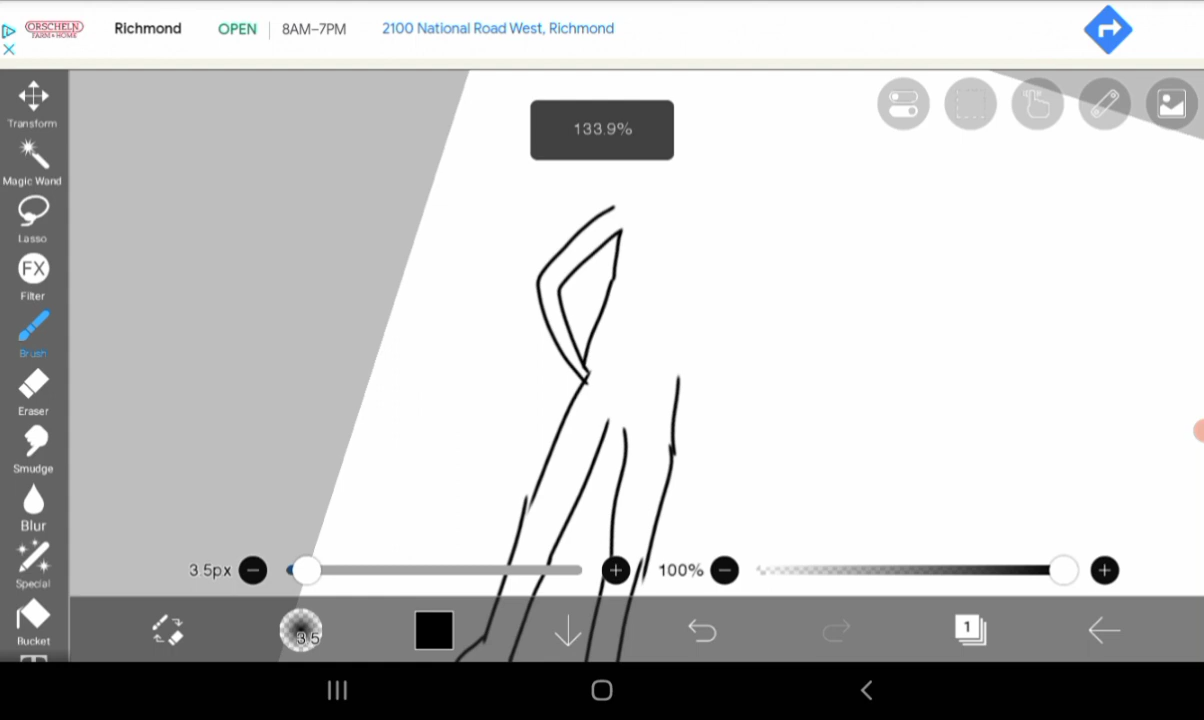 ORSCHELN
FARM + HOME
Richmond
OPEN
8AM–7PM
2100 National Road West, Richmond
Transform
133.9%
Magic Wand
Lasso
FX
Filter
Brush
Eraser
Smudge
Blur
Special
3.5px
100%
Bucket
3.5
1